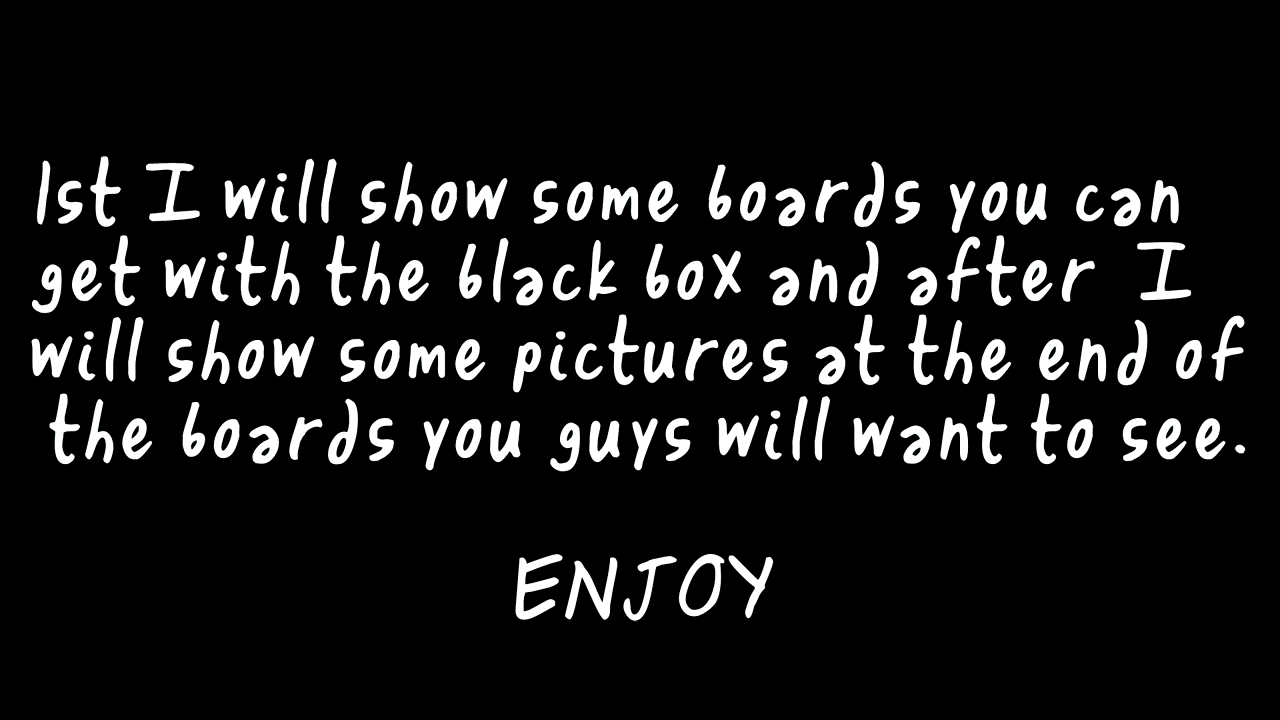 1st I will show some boards you can
get with the black box and after I
will show some pictures at the end of
the boards you guys will want to see.
ENJOY